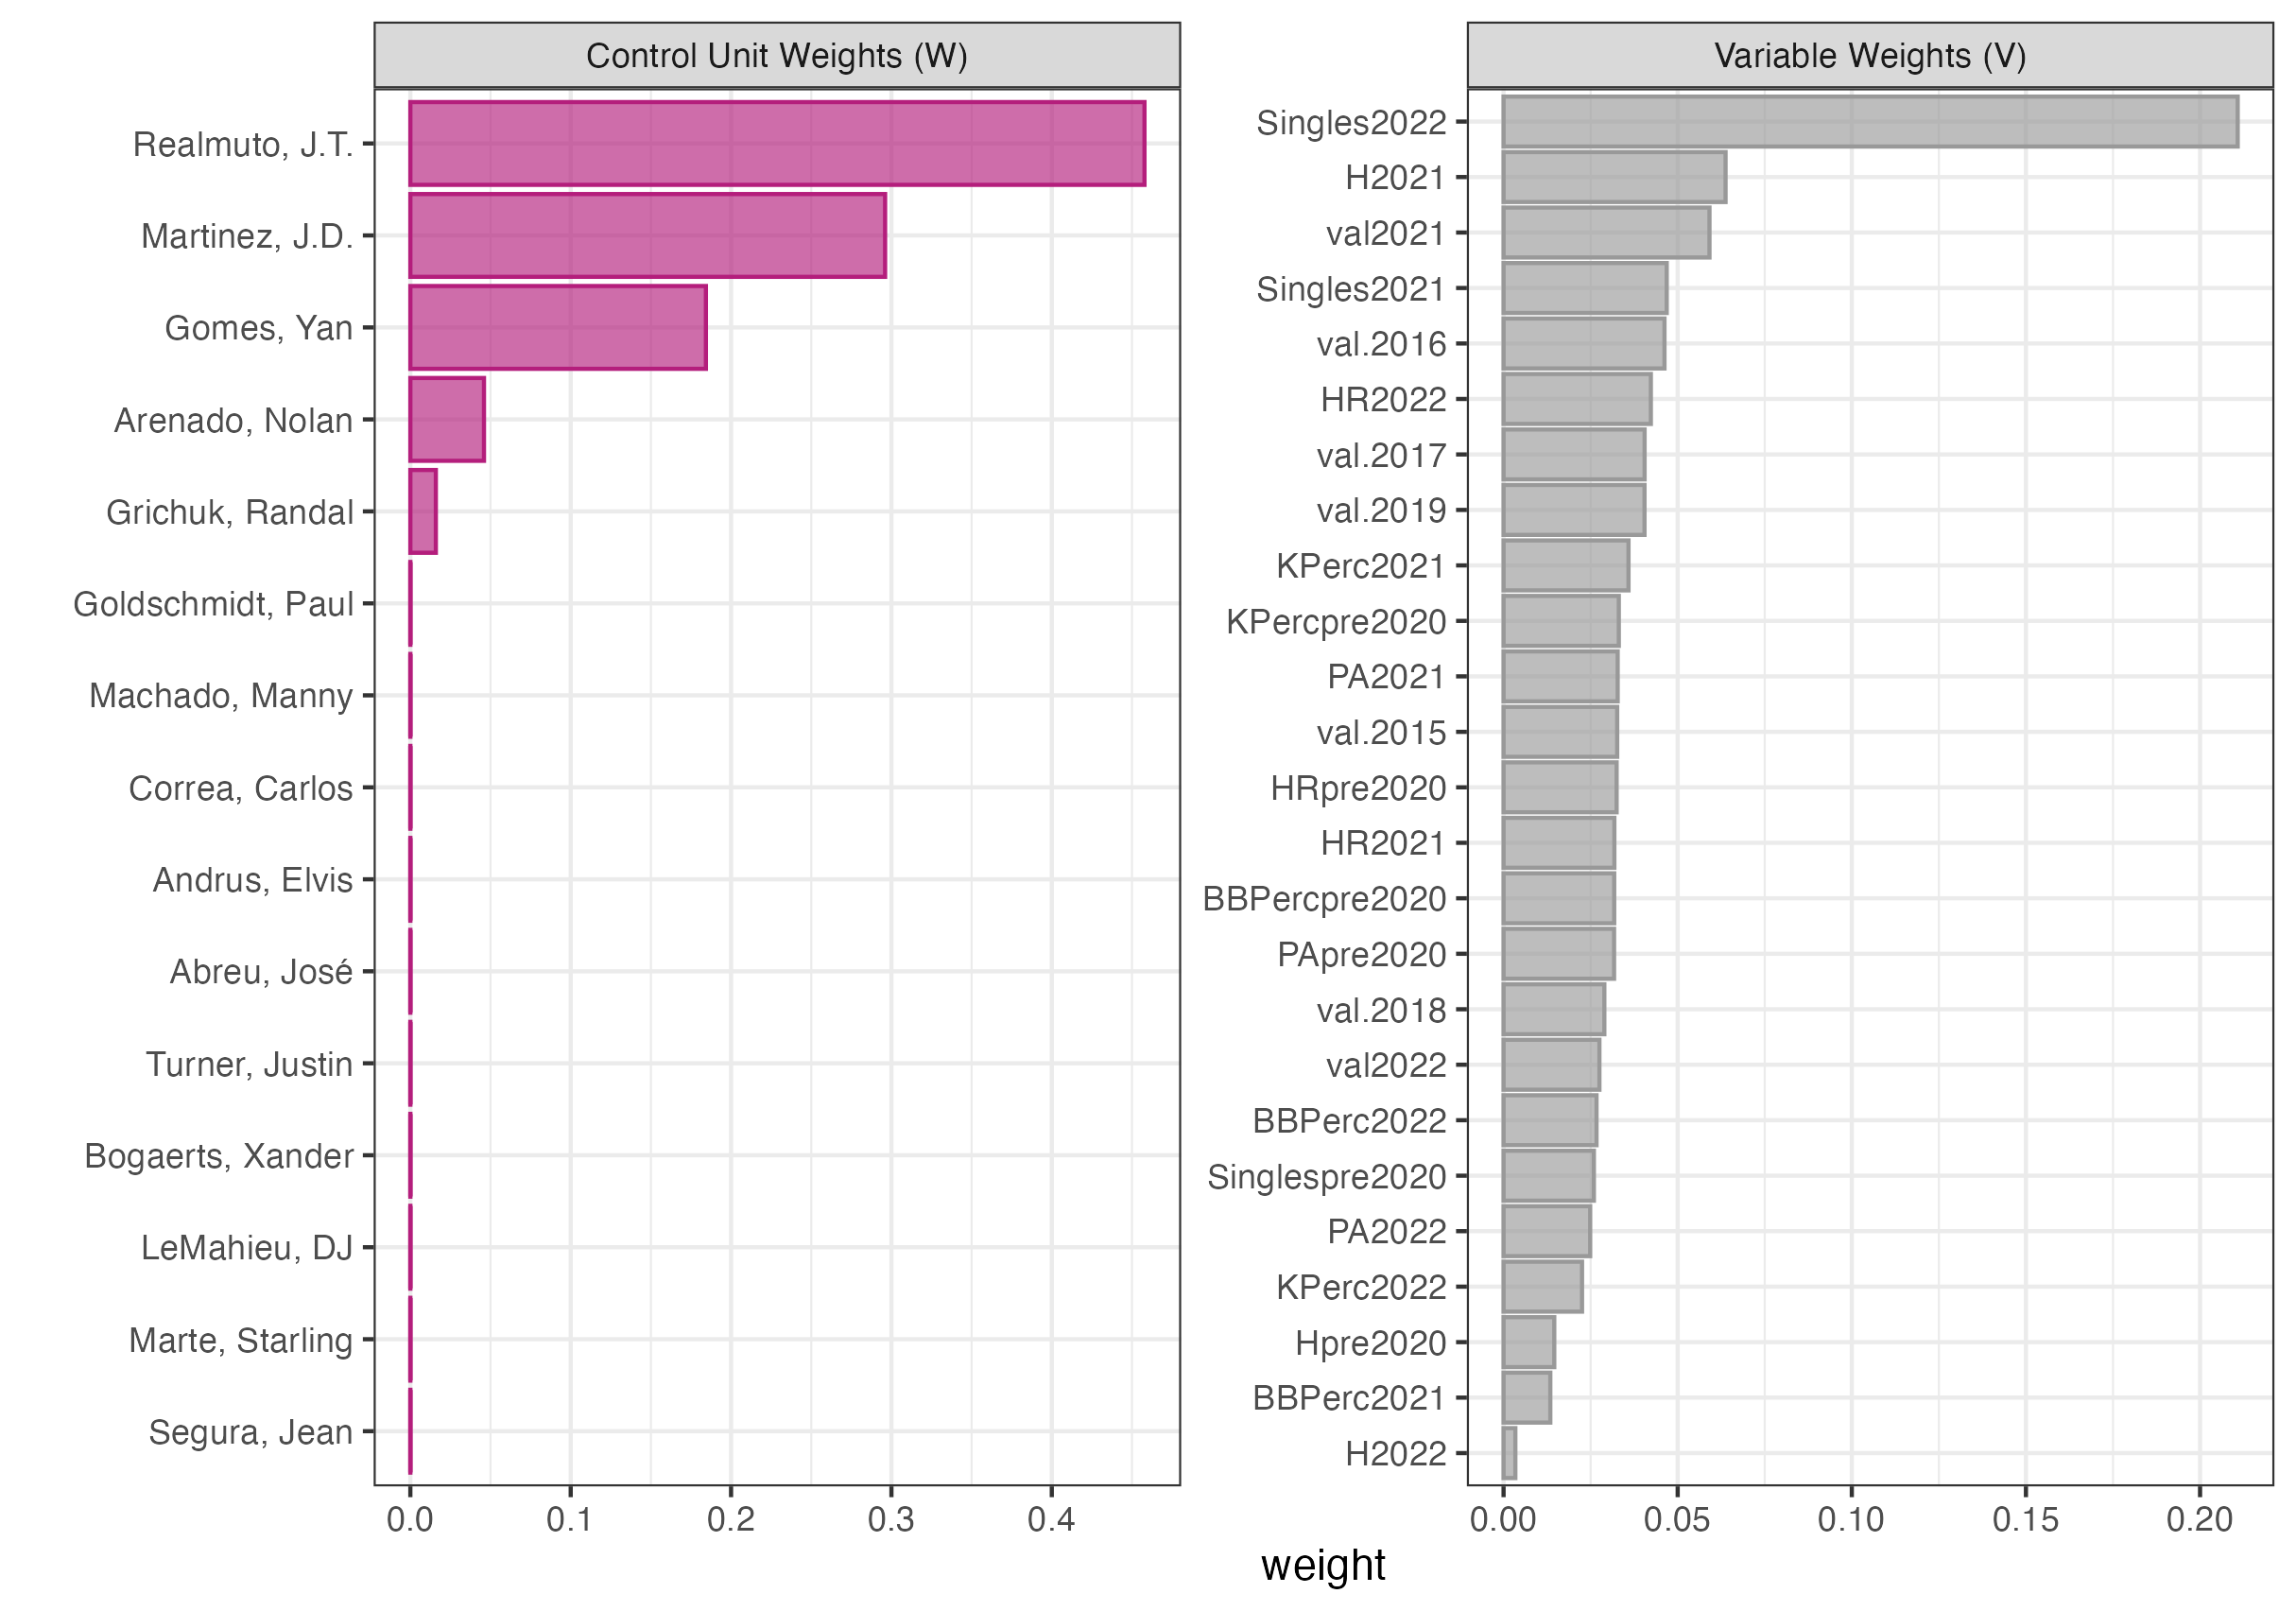 Control Unit Weights (W)
Realmuto, J.T.
Martinez, J.D.
Gomes, Yan
Arenado, Nolan
Grichuk, Randal
Goldschmidt, Paul
Machado, Manny
Correa, Carlos
Andrus, Elvis
Abreu, José
Turner, Justin
Bogaerts, Xander
LeMahieu, DJ
Marte, Starling
Segura, Jean
0.0 0.1 0.2 0.3 0.4
Variable Weights (V)
Singles2022
H2021
val2021
Singles2021
val.2016
HR2022
val.2017
val.2019
KPerc2021
KPercpre2020
PA2021
val.2015
HRpre2020
HR2021
BBPercpre2020
PApre2020
val.2018
val2022
BBPerc2022
Singlespre2020
PA2022
KPerc2022
Hpre2020
BBPerc2021
H2022
0.00 0.05 0.10 0.15 0.20
weight